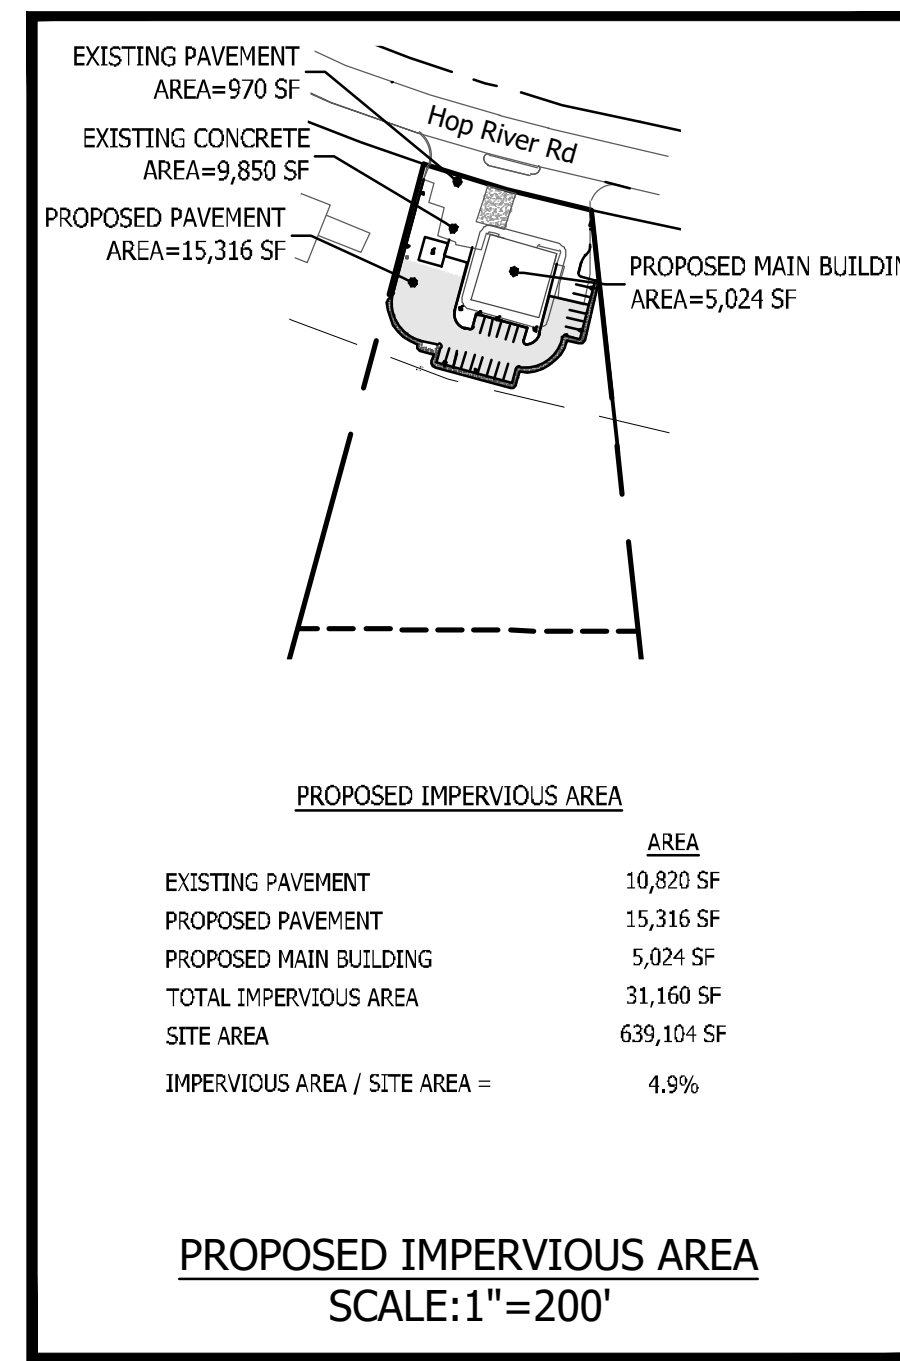 EXISTING PAVEMENT
AREA=970 SF
EXISTING CONCRETE
AREA=9,850 SF
PROPOSED PAVEMENT
AREA=15,316 SF
Hop River Rd
PROPOSED MAIN BUILDIN
AREA=5,024 SF
PROPOSED IMPERVIOUS AREA
AREA
EXISTING PAVEMENT 10,820 SF
PROPOSED PAVEMENT 15,316 SF
PROPOSED MAIN BUILDING 5,024 SF
TOTAL IMPERVIOUS AREA 31,160 SF
SITE AREA 639,104 SF
IMPERVIOUS AREA / SITE AREA = 4.9%
PROPOSED IMPERVIOUS AREA
SCALE:1"=200'